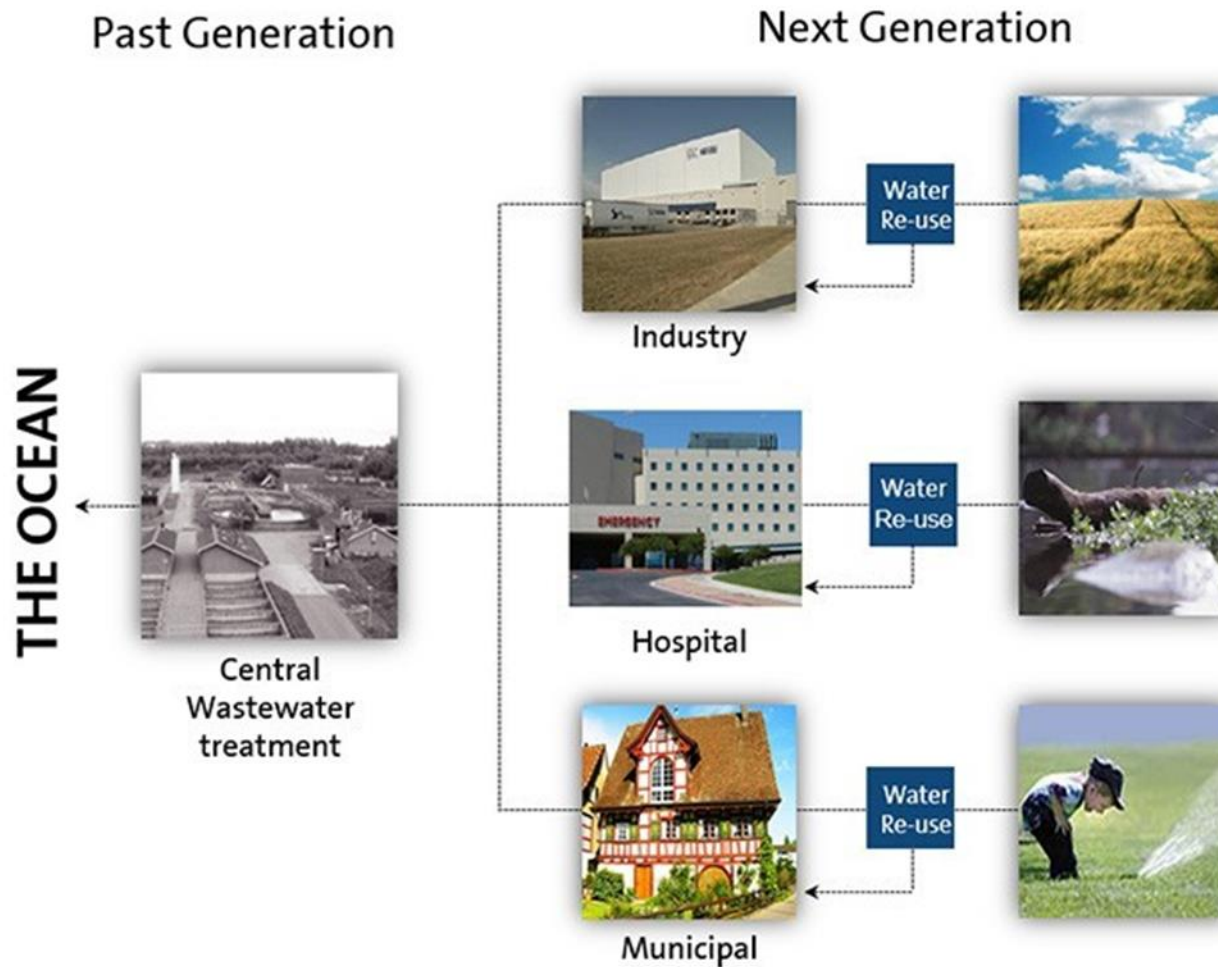 Past Generation
Next Generation
Water
Re-use
Industry
THE OCEAN
EMERGENCY
Water
Re-use
Hospital
Central
Wastewater
treatment
Water
Re-use
Municipal